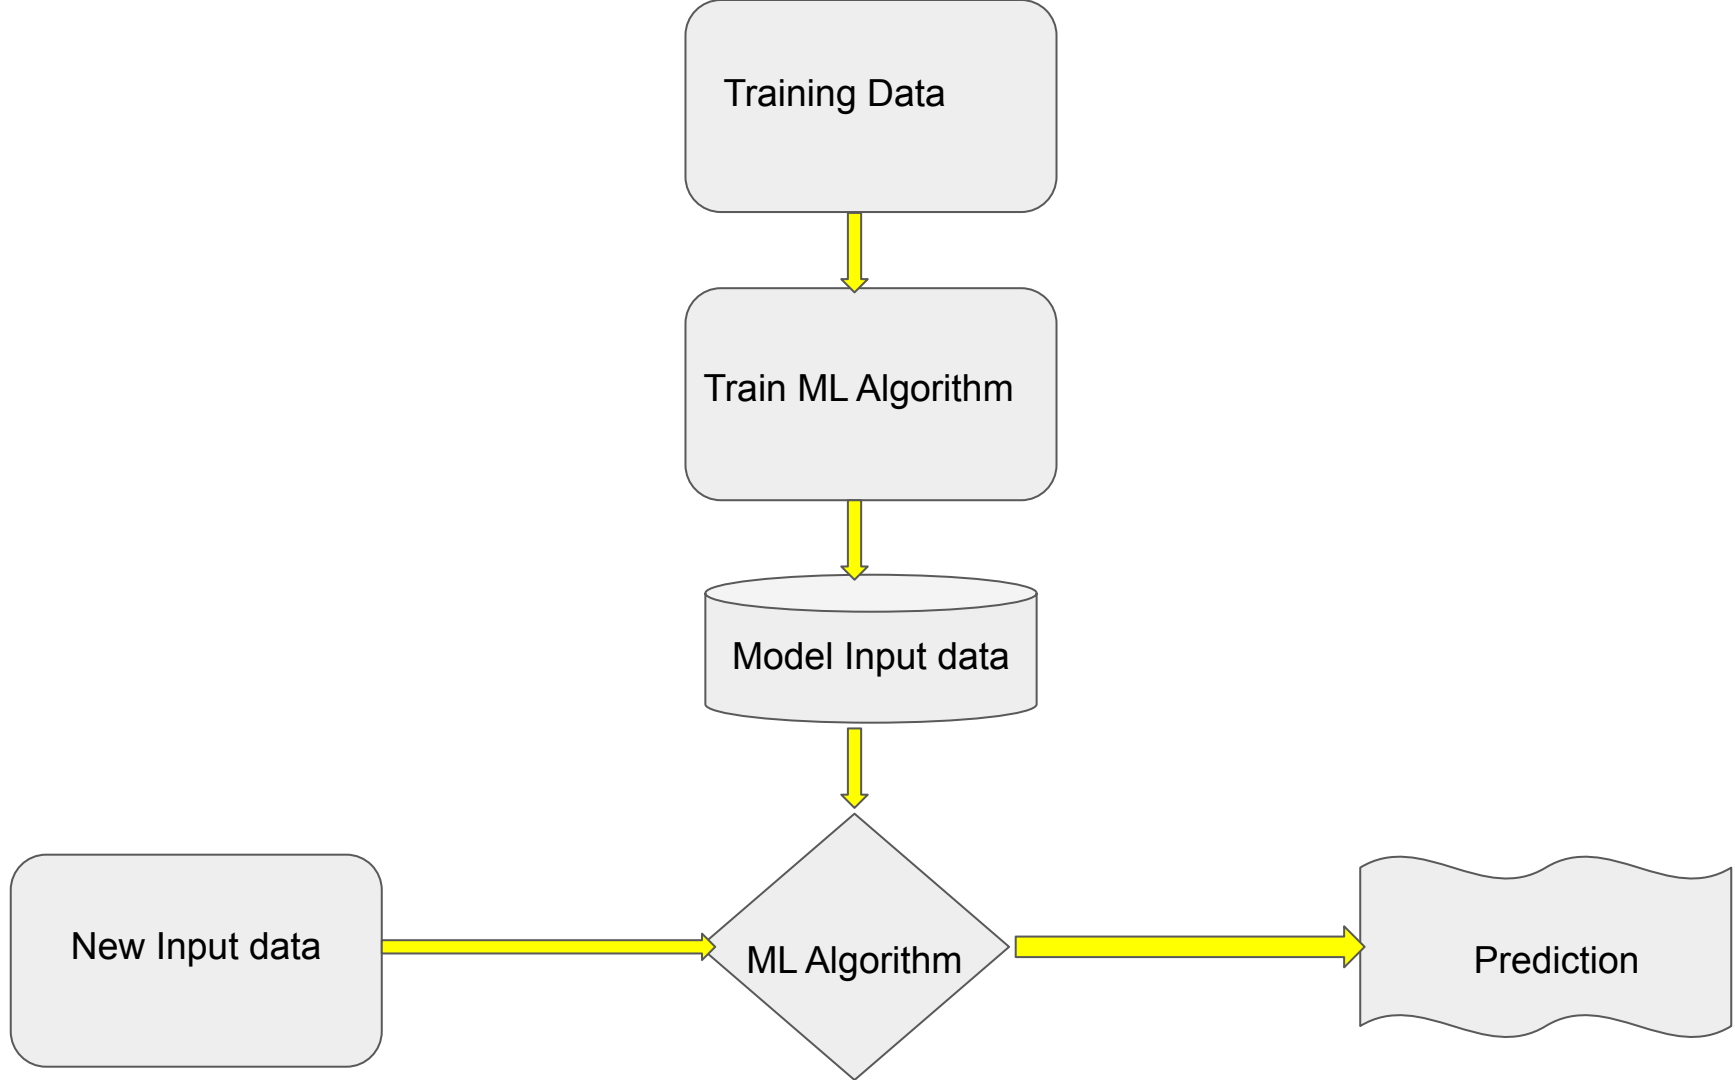 Training Data
Train ML Algorithm
Model Input data
New Input data
ML Algorithm
Prediction